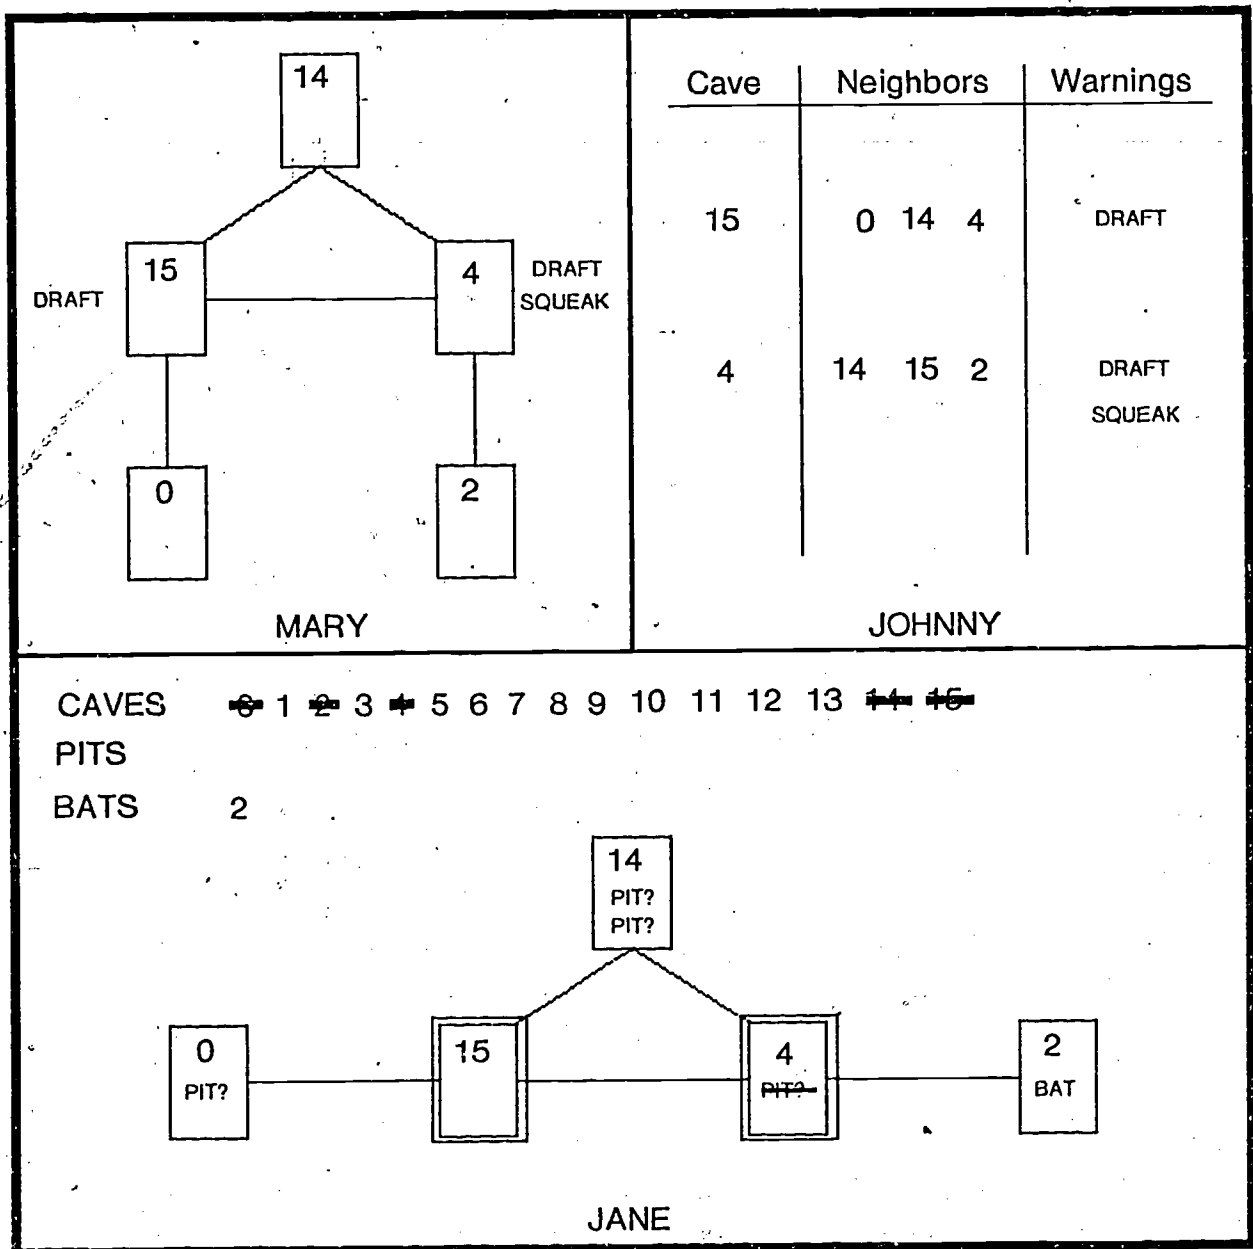 14
15
4
DRAFT
DRAFT
SQUEAK
0
2
MARY
Cave Neighbors Warnings
15 0 14 4 DRAFT
4 14 15 2 DRAFT
SQUEAK
JOHNNY
CAVES 0 1 2 3 4 5 6 7 8 9 10 11 12 13 14 15
PITS
BATS 2
14
PIT?
PIT?
0
PIT?
15
4
PIT?
2
BAT
JANE